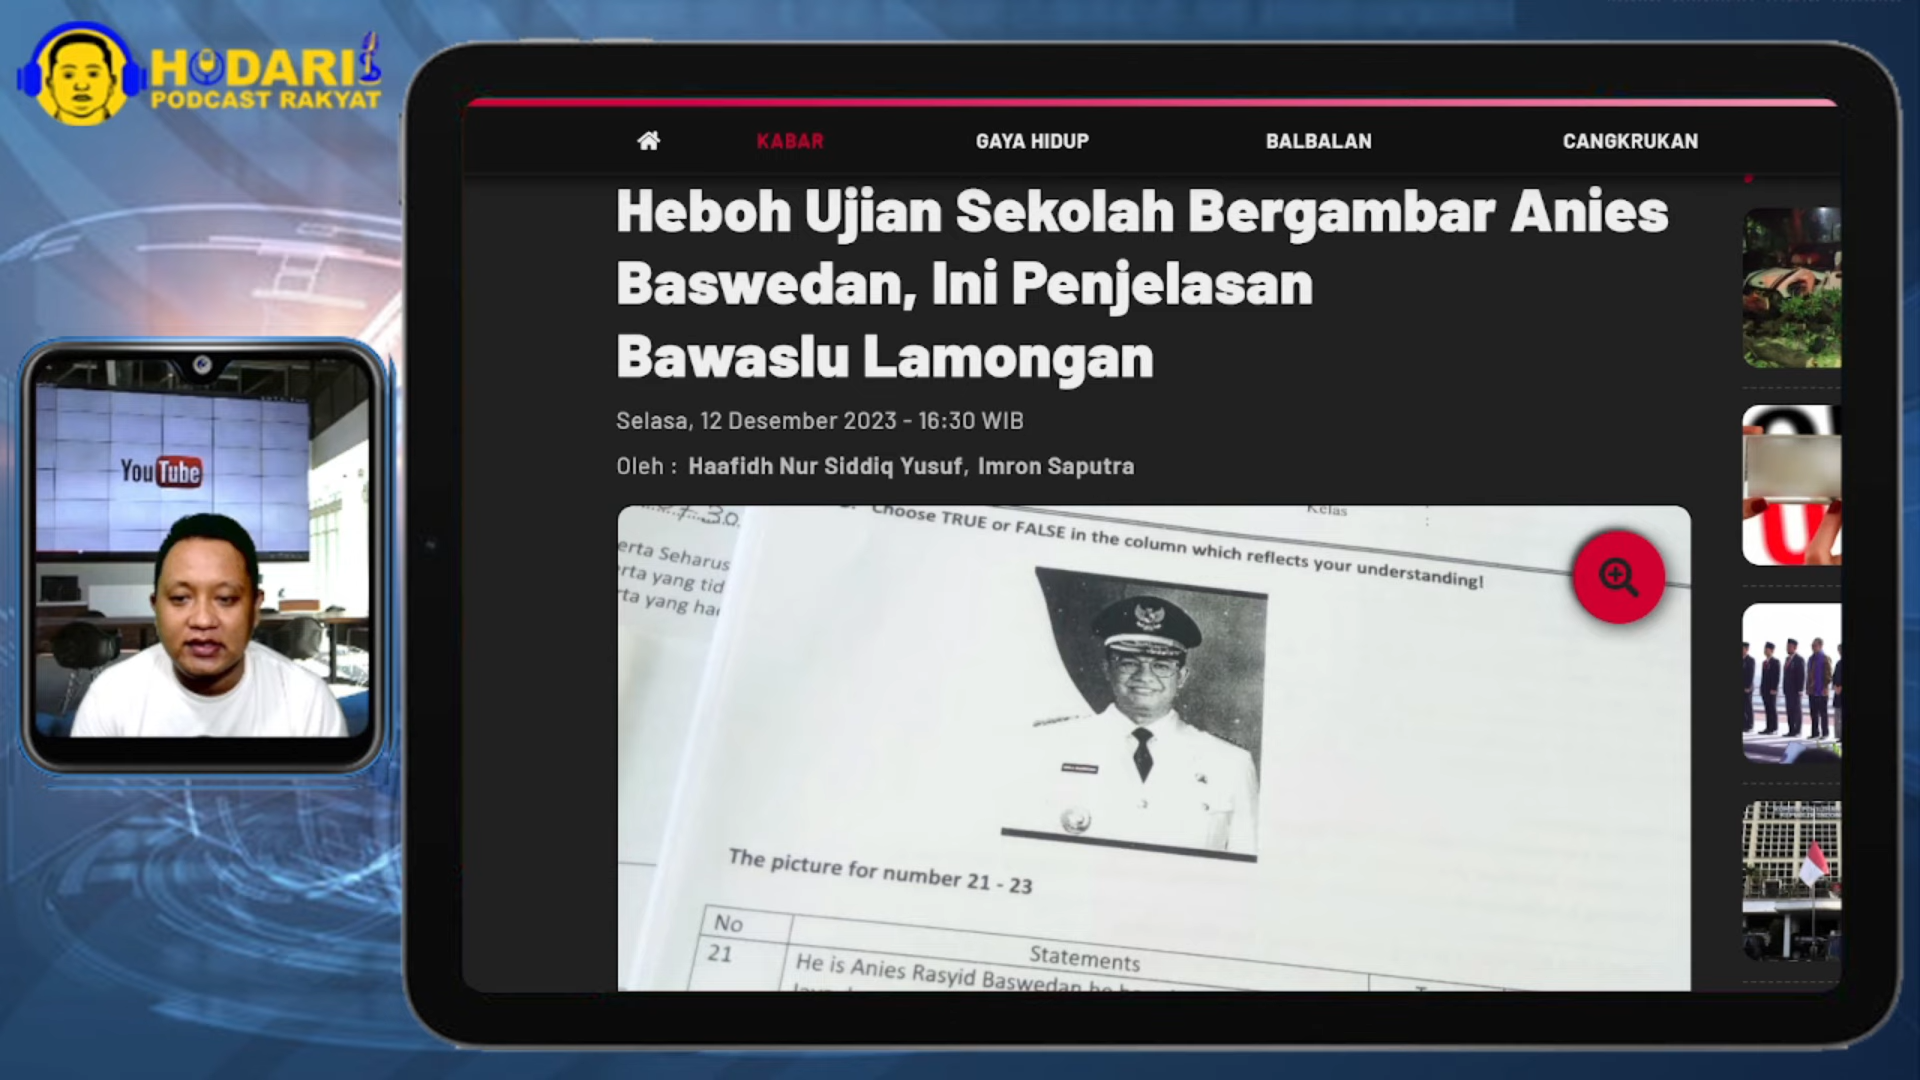 HODARI
PODCAST RAKYAT
YouTube
KABAR
GAYA HIDUP
BALBALAN
CANGKRUKAN
Heboh Ujian Sekolah Bergambar Anies
Baswedan, Ini Penjelasan
Bawaslu Lamongan
Selasa, 12 Desember 2023 - 16:30 WIB
Oleh : Haafidh Nur Siddiq Yusuf, Imron Saputra
Kelas :
Choose TRUE or FALSE in the column which reflects your understanding!
erta Seharus
rta yang tid
ta yang ha
The picture for number 21 - 23
No
Statements
21
He is Anies Rasyid Baswedan he